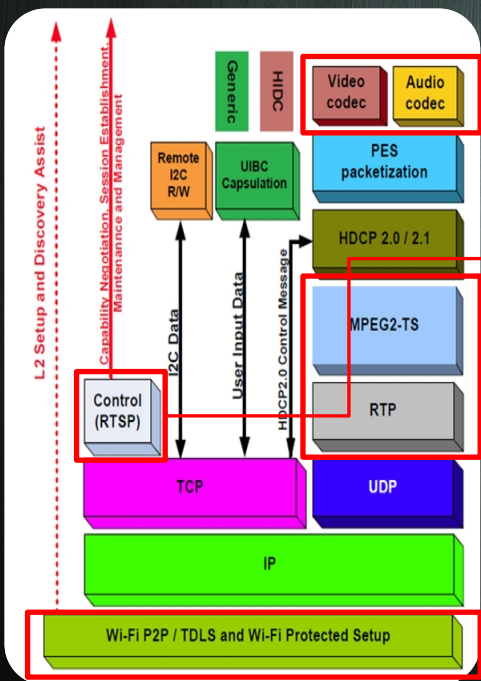 L2 Setup and Discovery Assist
Capability Negotiation, Session Establishment,
Maintenannce and Management
Generic
HIDC
Video
codec
Audio
codec
Remote
I2C
R/W
UIBC
Capsulation
PES
packetization
HDCP 2.0 / 2.1
I2C Data
User Input Data
HDCP2.0 Control Message
MPEG2-TS
RTP
Control
(RTSP)
TCP
UDP
IP
Wi-Fi P2P / TDLS and Wi-Fi Protected Setup